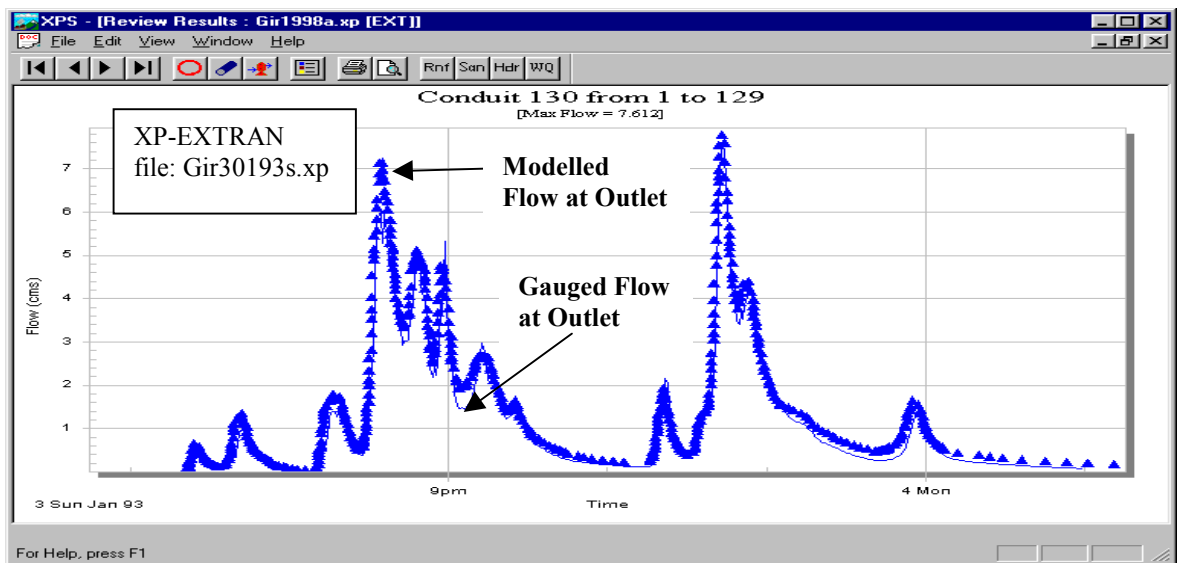 XPS - [Review Results : Gir1998a.xp [EXT]]
File Edit View Window Help
Rnf San Hdr WQ
Conduit 130 from 1 to 129
[Max Flow = 7.612]
XP-EXTRAN
file: Gir30193s.xp
Modelled
Flow at Outlet
Gauged Flow
at Outlet
Flow (cms)
7
6
5
4
3
2
1
9pm
4 Mon
3 Sun Jan 93
Time
For Help, press F1